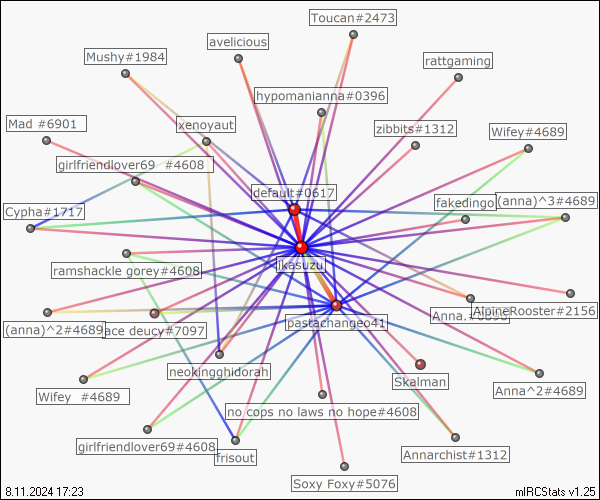 Toucan#2473
avelicious
Mushy#1984
rattgaming
hypomanianna#0396
Mad #6901
xenoyaut
zibbits#1312
Wifey#4689
girlfriendlover69 #4608
default#0617
fakedingo
(anna)^3#4689
Cypha#1717
likasuzu
ramshackle gorey#4608
AlpineRooster#2156
Anna.
(anna)^2#4689
ace deucy#7097
pastachangeo41
neokingghidorah
Skalman
Anna^2#4689
Wifey #4689
no cops no laws no hope#4608
girlfriendlover69#4608
frisout
Annarchist#1312
Soxy Foxy#5076
8.11.2024 17:23
mIRCStats v1.25